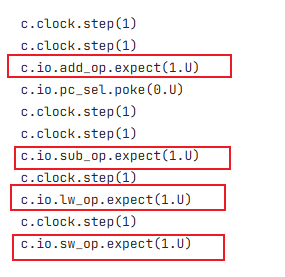 c.clock.step(1)
c.clock.step(1)
c.io.add_op.expect(1.U)
c.io.pc_sel.poke(0.U)
c.clock.step(1)
c.clock.step(1)
c.io.sub_op.expect(1.U)
c.clock.step(1)
c.io.lw_op.expect(1.U)
c.clock.step(1)
c.io.sw_op.expect(1.U)